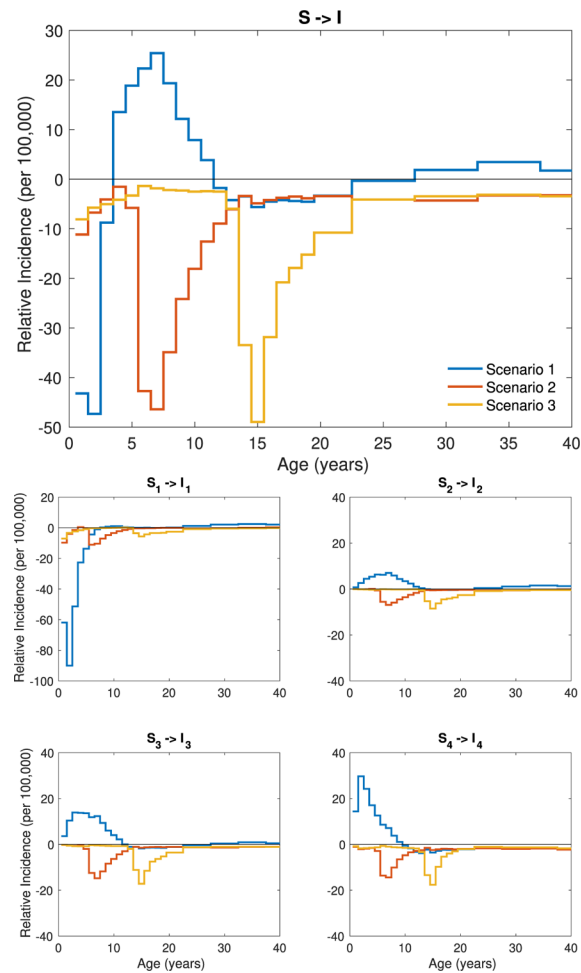 S -> I
Relative Incidence (per 100,000)
30
20
10
0
-10
-20
-30
-40
-50
Scenario 1
Scenario 2
Scenario 3
0 5 10 15 20 25 30 35 40
Age (years)
S1 -> I1
Relative Incidence (per 100,000)
20
0
-20
-40
-60
-80
-100
0 10 20 30 40
S2 -> I2
40
20
0
-20
-40
0 10 20 30 40
S3 -> I3
Relative Incidence (per 100,000)
40
20
0
-20
-40
0 10 20 30 40
Age (years)
S4 -> I4
40
20
0
-20
-40
0 10 20 30 40
Age (years)